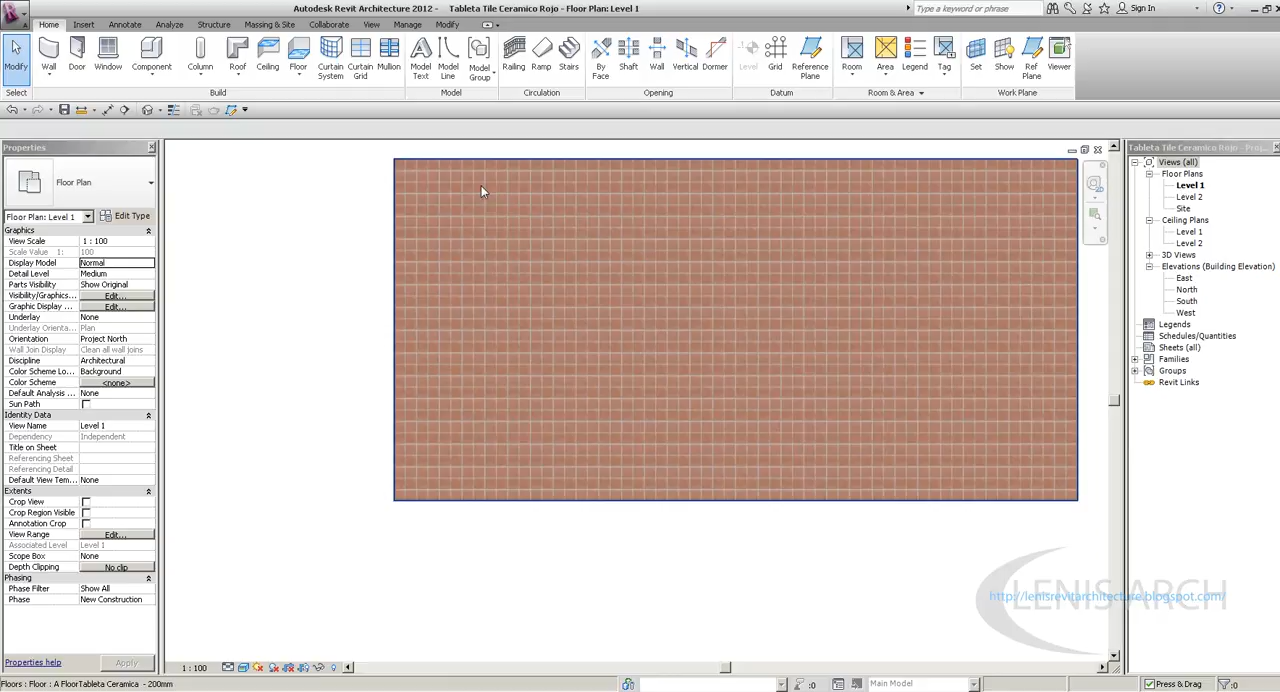 Autodesk Revit Architecture 2012 - Tableta Tile Ceramico Rojo - Floor Plan: Level 1
Type a keyword or phrase
Sign In
Home Insert Annotate Analyze Structure Massing & Site Collaborate View Manage Modify
Modify Wall Door Window Component Column Roof Ceiling Floor Curtain System Curtain Grid Mullion Model Text Model Line Model Group Railing Ramp Stairs By Face Shaft Wall Vertical Dormer Level Grid Reference Plane Room Area Legend Tag Set Show Ref Plane Viewer
Select Build Model Circulation Opening Datum Room & Area Work Plane
Properties
Floor Plan
Floor Plan: Level 1 Edit Type
Graphics
View Scale 1 : 100
Scale Value 1: 100
Display Model Normal
Detail Level Medium
Parts Visibility Show Original
Visibility/Graphics... Edit...
Graphic Display ... Edit...
Underlay None
Underlay Orienta... Plan
Orientation Project North
Wall Join Display Clean all wall joins
Discipline Architectural
Color Scheme Lo... Background
Color Scheme <none>
Default Analysis ... None
Sun Path
Identity Data
View Name Level 1
Dependency Independent
Title on Sheet
Referencing Sheet
Referencing Detail
Default View Tem... None
Extents
Crop View
Crop Region Visible
Annotation Crop
View Range Edit...
Associated Level Level 1
Scope Box None
Depth Clipping No clip
Phasing
Phase Filter Show All
Phase New Construction
Properties help Apply
Tableta Tile Ceramico Rojo - Proj...
Views (all)
Floor Plans
Level 1
Level 2
Site
Ceiling Plans
Level 1
Level 2
3D Views
Elevations (Building Elevation)
East
North
South
West
Legends
Schedules/Quantities
Sheets (all)
Families
Groups
Revit Links
LENIS ARCH
http://lenisrevitarchitecture.blogspot.com/
1 : 100
Floors : Floor : A FloorTableta Ceramica - 200mm
:0
Main Model
Press & Drag
:0